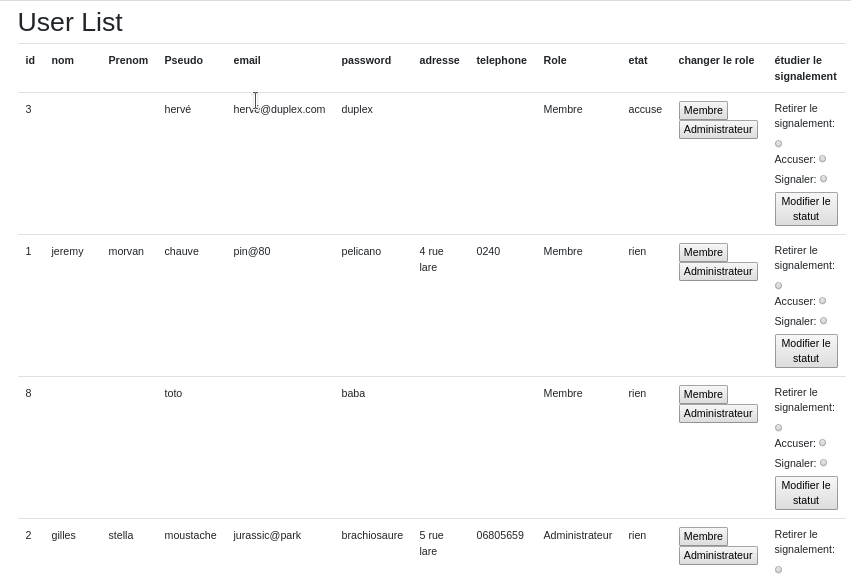 User List
id nom Prenom Pseudo email password adresse telephone Role etat changer le role étudier le
signalement
3 hervé hervé@duplex.com duplex Membre accuse Membre Retirer le
Administrateur signalement:
Accuser:
Signaler:
Modifier le
statut
1 jeremy morvan chauve pin@80 pelicano 4 rue 0240 Membre rien Membre Retirer le
lare Administrateur signalement:
Accuser:
Signaler:
Modifier le
statut
8 toto baba Membre rien Membre Retirer le
Administrateur signalement:
Accuser:
Signaler:
Modifier le
statut
2 gilles stella moustache jurassic@park brachiosaure 5 rue 06805659 Administrateur rien Membre Retirer le
lare Administrateur signalement: